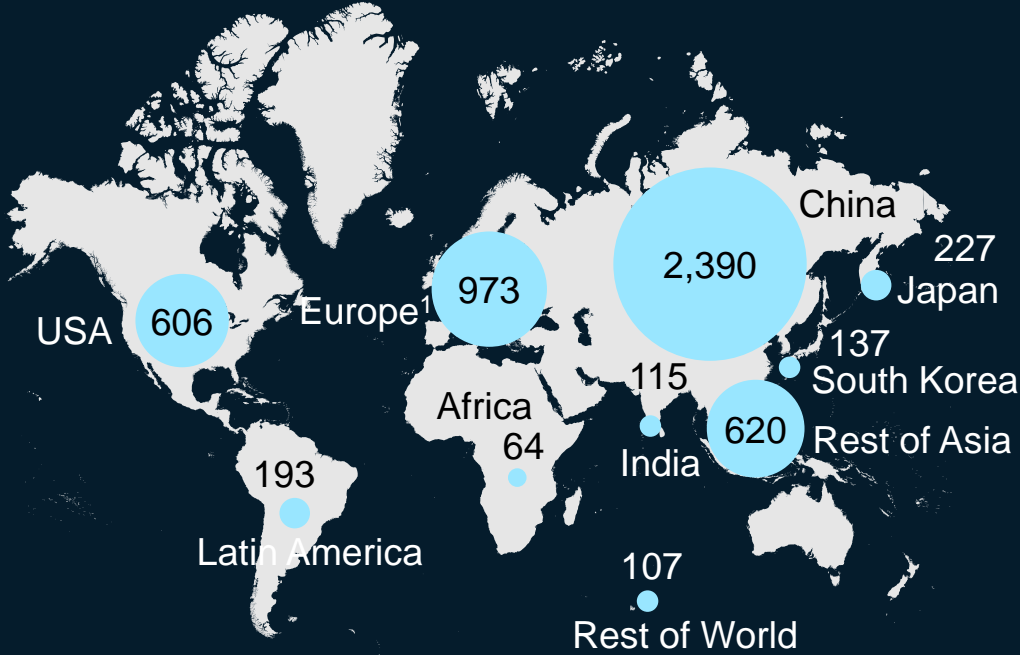 China
2,390
227
Japan
973
Europe¹
606
USA
137
South Korea
115
India
620
Rest of Asia
Africa
64
193
Latin America
107
Rest of World